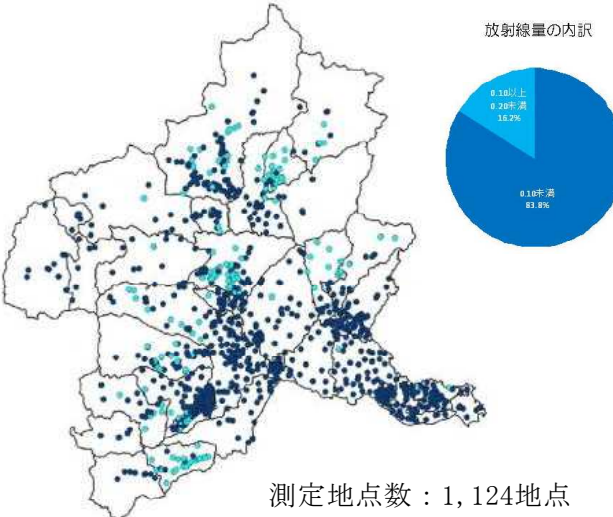 放射線量の内訳
0.10以上
0.20未満
16.2%
0.10未満
83.8%
測定地点数：1,124地点